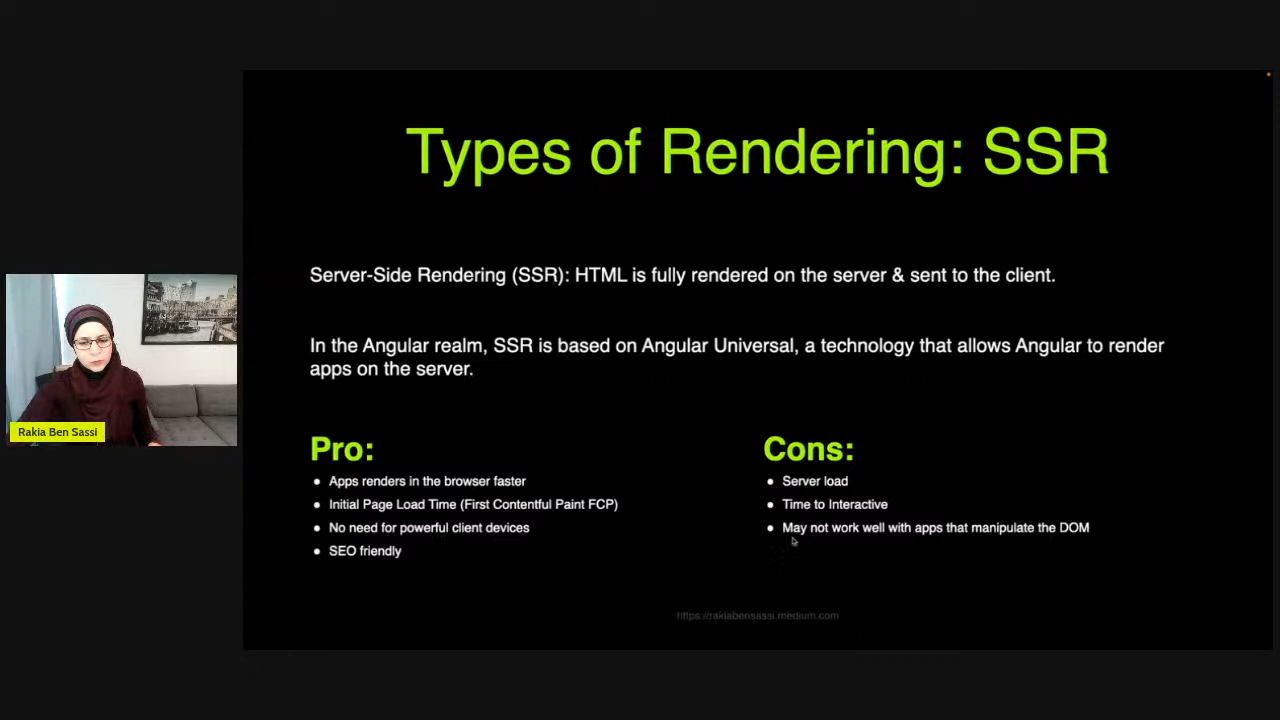 Types of Rendering: SSR
Server-Side Rendering (SSR): HTML is fully rendered on the server & sent to the client.
In the Angular realm, SSR is based on Angular Universal, a technology that allows Angular to render
apps on the server.
Pro:
• Apps renders in the browser faster
• Initial Page Load Time (First Contentful Paint FCP)
• No need for powerful client devices
• SEO friendly
Cons:
• Server load
• Time to Interactive
• May not work well with apps that manipulate the DOM
https://rakiabensassi.medium.com
Rakia Ben Sassi